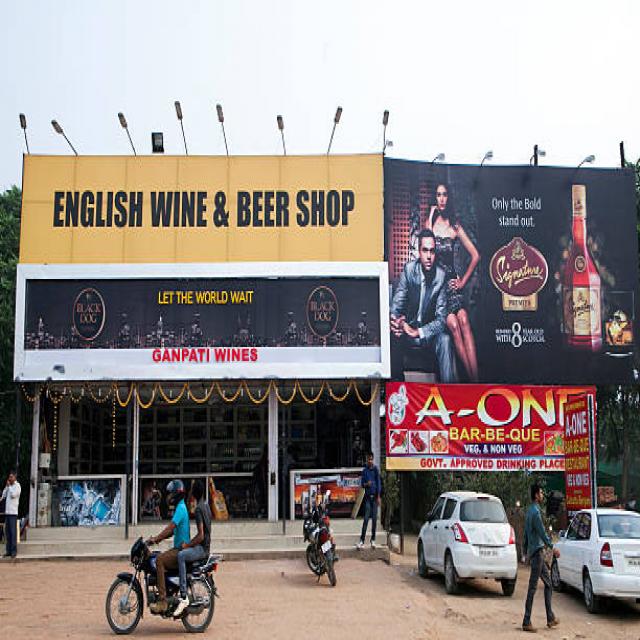 ENGLISH WINE & BEER SHOP
LET THE WORLD WAIT
BLACK
DOG
BLACK
DOG
GANPATI WINES
Only the Bold
stand out.
Signature
PREMIER
WITH 8 YEAR OLD
SCOTCH
Signature
A-ONE
BAR-BE-QUE
VEG. & NON VEG
GOVT. APPROVED DRINKING PLACE
A-ONE
BAR-BE-QUE